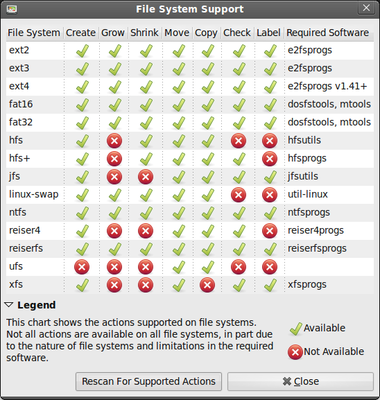 File System Support
File System Create Grow Shrink Move Copy Check Label Required Software
ext2 e2fsprogs
ext3 e2fsprogs
ext4 e2fsprogs v1.41+
fat16 dosfstools, mtools
fat32 dosfstools, mtools
hfs hfsutils
hfs+ hfsprogs
jfs jfsutils
linux-swap util-linux
ntfs ntfsprogs
reiser4 reiser4progs
reiserfs reiserfsprogs
ufs
xfs xfsprogs
Legend
This chart shows the actions supported on file systems.
Not all actions are available on all file systems, in part due
to the nature of file systems and limitations in the required
software.
Available
Not Available
Rescan For Supported Actions
Close